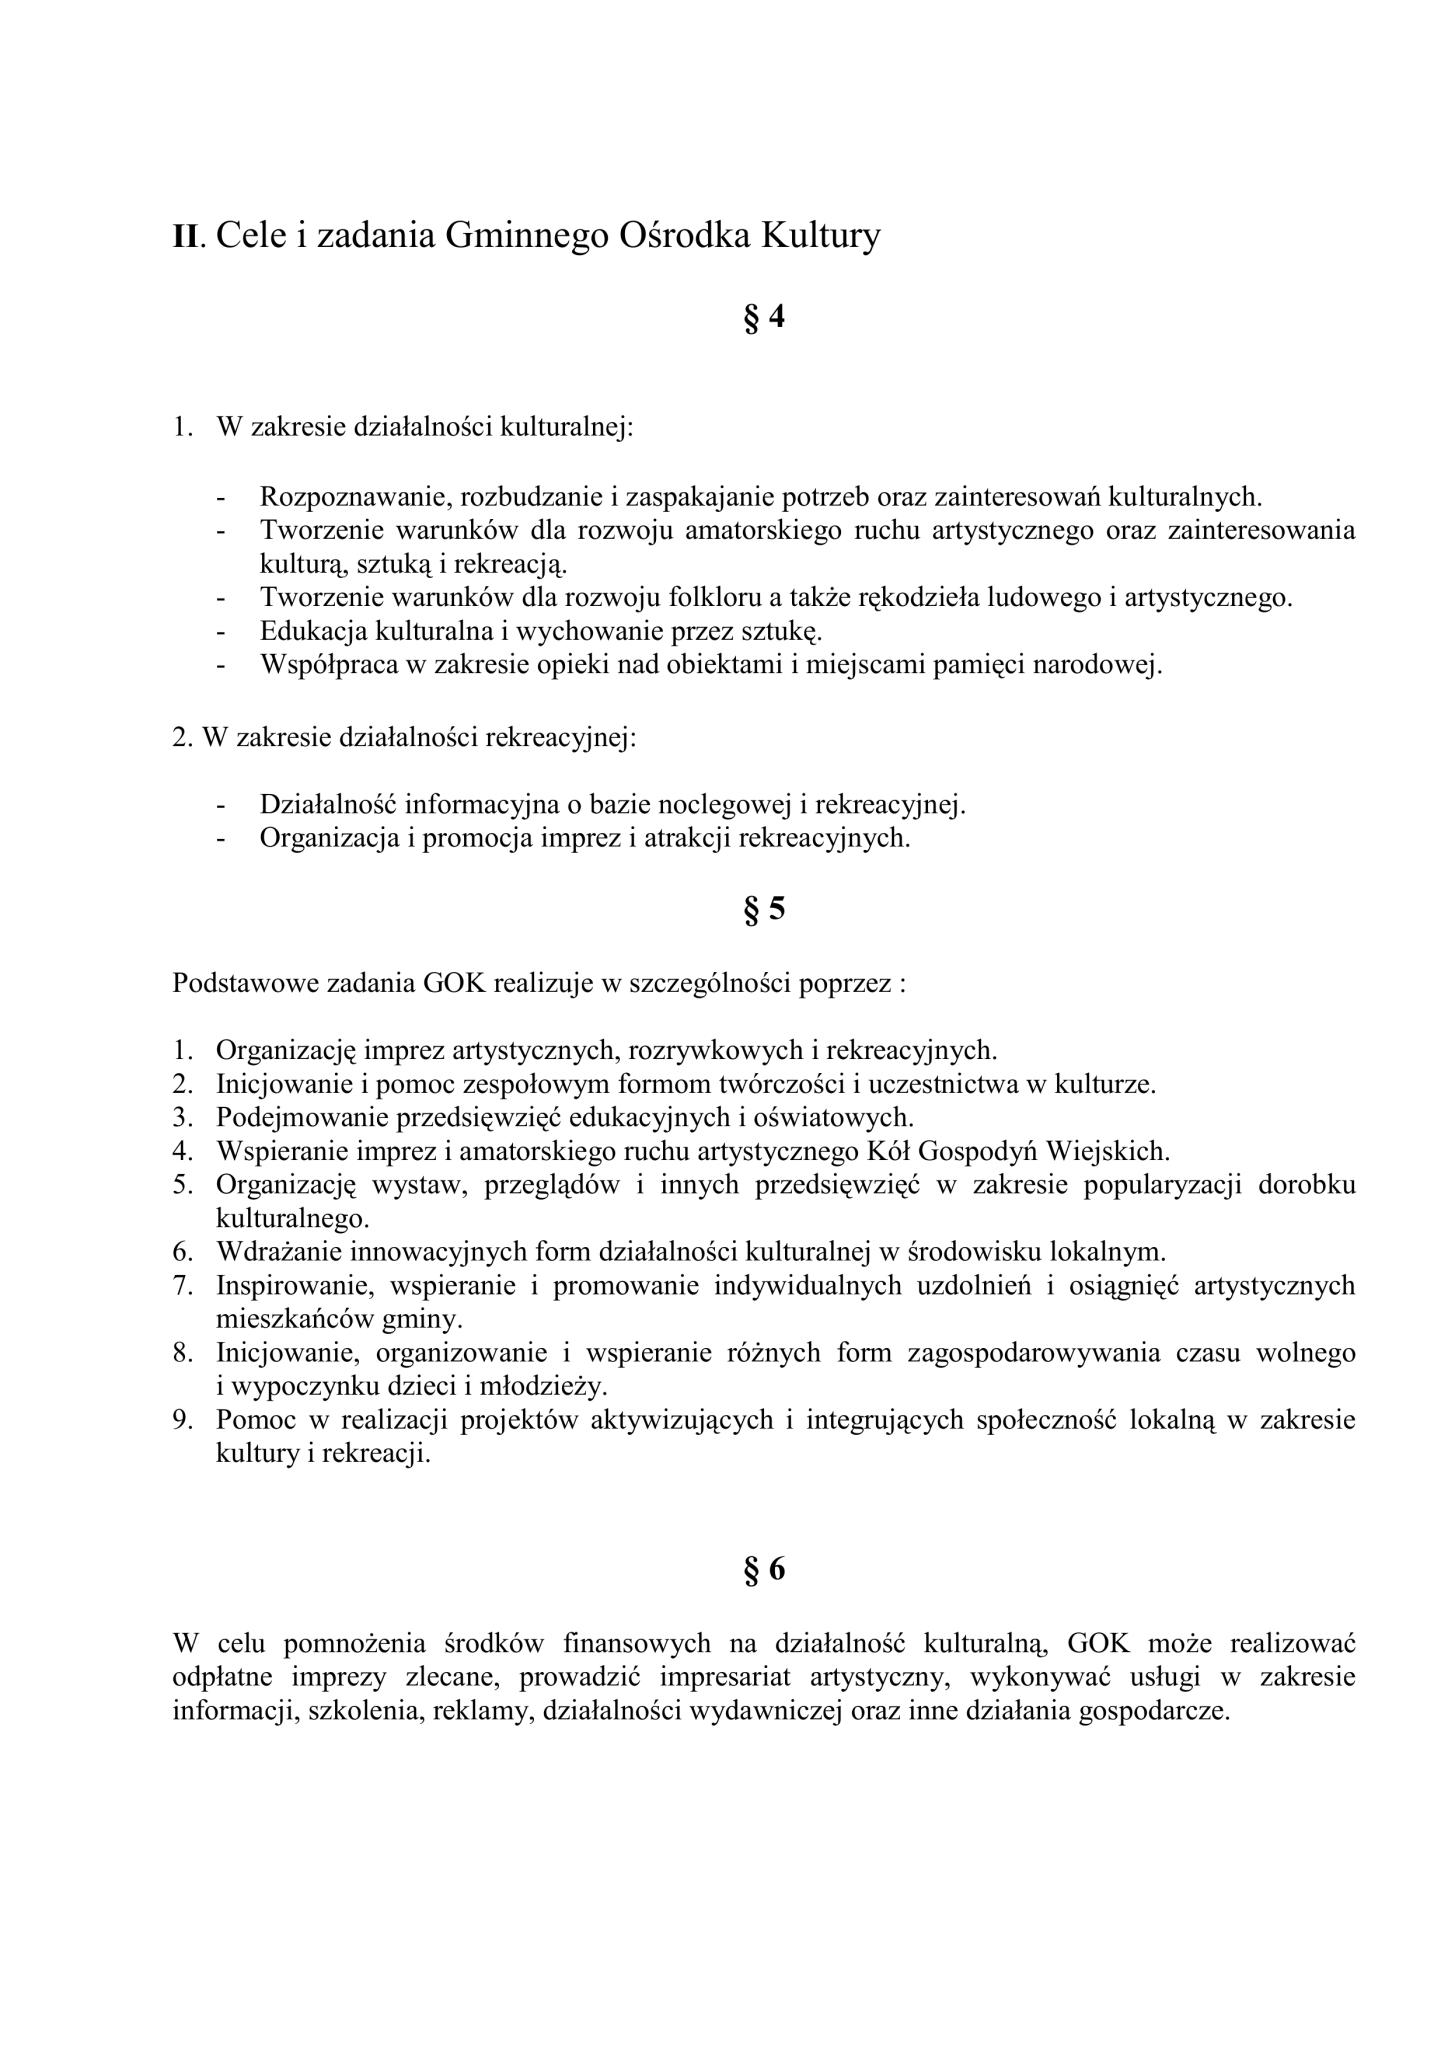 II. Cele i zadania Gminnego Ośrodka Kultury
§ 4
1. W zakresie działalności kulturalnej:
- Rozpoznawanie, rozbudzanie i zaspakajanie potrzeb oraz zainteresowań kulturalnych.
- Tworzenie warunków dla rozwoju amatorskiego ruchu artystycznego oraz zainteresowania
kulturą, sztuką i rekreacją.
- Tworzenie warunków dla rozwoju folkloru a także rękodzieła ludowego i artystycznego.
- Edukacja kulturalna i wychowanie przez sztukę.
- Współpraca w zakresie opieki nad obiektami i miejscami pamięci narodowej.
2. W zakresie działalności rekreacyjnej:
- Działalność informacyjna o bazie noclegowej i rekreacyjnej.
- Organizacja i promocja imprez i atrakcji rekreacyjnych.
§ 5
Podstawowe zadania GOK realizuje w szczególności poprzez :
1. Organizację imprez artystycznych, rozrywkowych i rekreacyjnych.
2. Inicjowanie i pomoc zespołowym formom twórczości i uczestnictwa w kulturze.
3. Podejmowanie przedsięwzięć edukacyjnych i oświatowych.
4. Wspieranie imprez i amatorskiego ruchu artystycznego Kół Gospodyń Wiejskich.
5. Organizację wystaw, przeglądów i innych przedsięwzięć w zakresie popularyzacji dorobku
kulturalnego.
6. Wdrażanie innowacyjnych form działalności kulturalnej w środowisku lokalnym.
7. Inspirowanie, wspieranie i promowanie indywidualnych uzdolnień i osiągnięć artystycznych
mieszkańców gminy.
8. Inicjowanie, organizowanie i wspieranie różnych form zagospodarowywania czasu wolnego
i wypoczynku dzieci i młodzieży.
9. Pomoc w realizacji projektów aktywizujących i integrujących społeczność lokalną w zakresie
kultury i rekreacji.
§ 6
W celu pomnożenia środków finansowych na działalność kulturalną, GOK może realizować
odpłatne imprezy zlecane, prowadzić impresariat artystyczny, wykonywać usługi w zakresie
informacji, szkolenia, reklamy, działalności wydawniczej oraz inne działania gospodarcze.